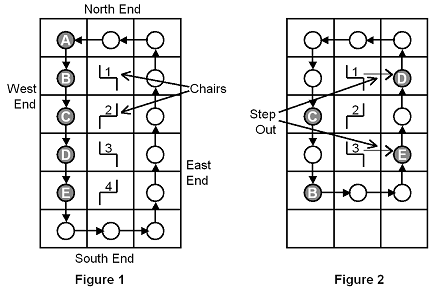 North End
A
B
C
D
E
1
2
3
4
Chairs
West
End
East
End
South End
Figure 1
1
2
3
D
C
E
B
Step
Out
Figure 2